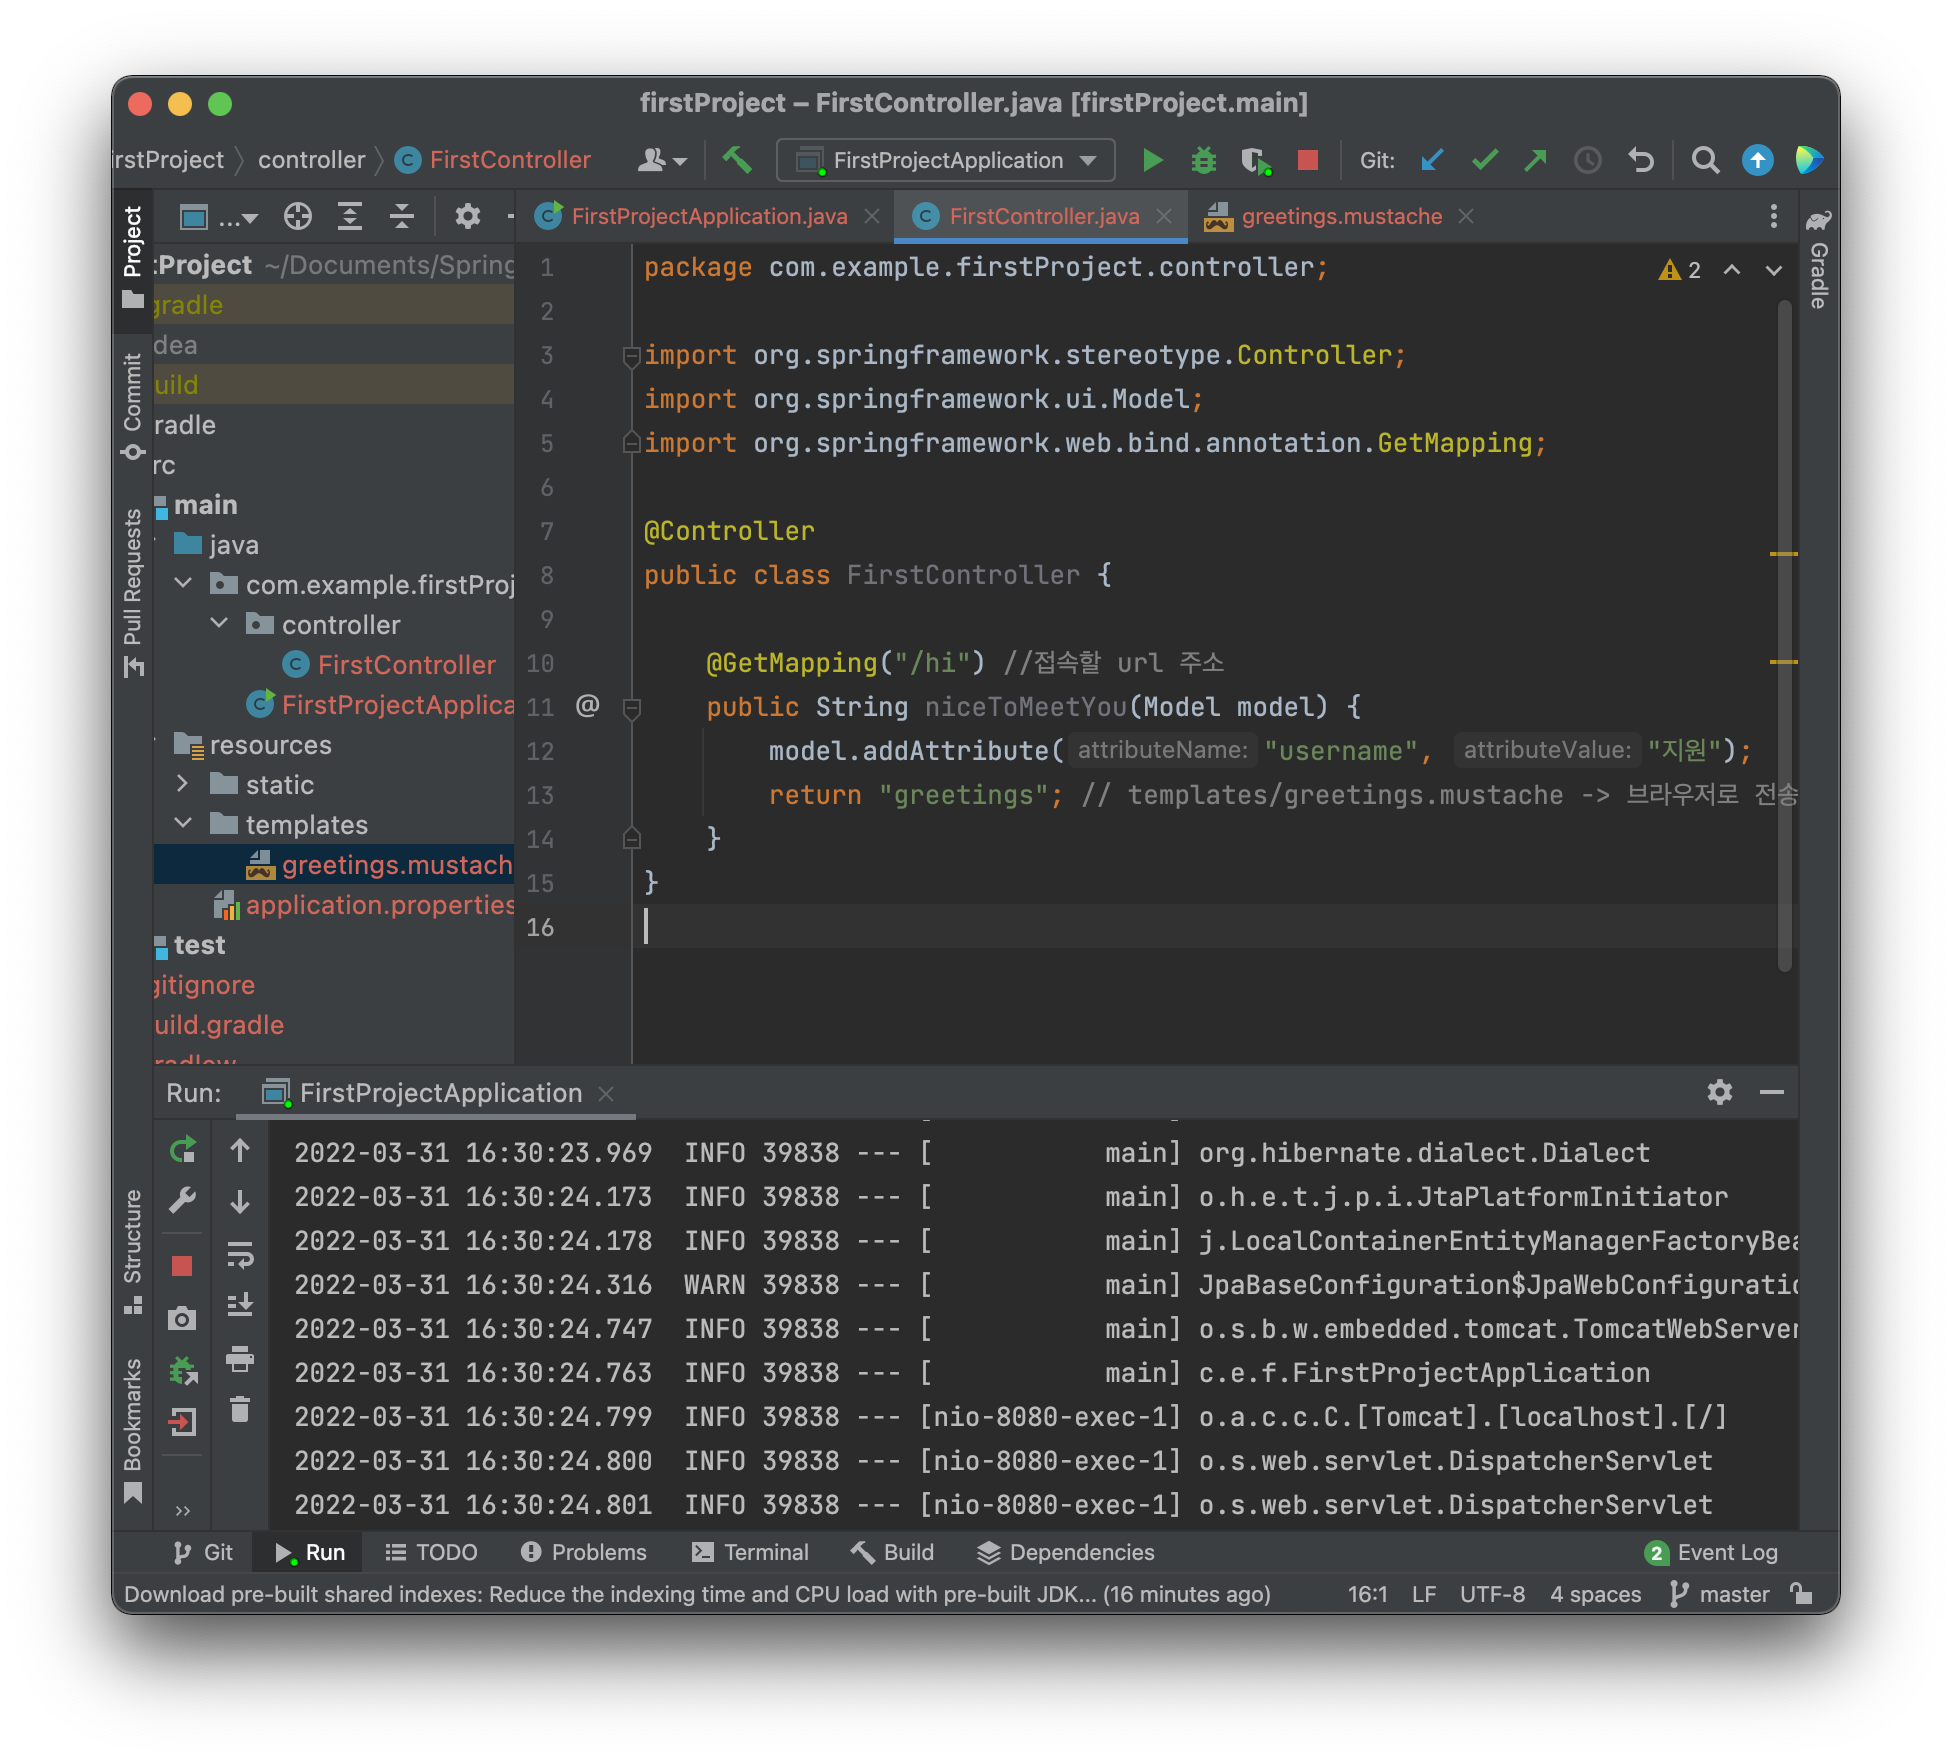 firstProject – FirstController.java [firstProject.main]
irstProject controller FirstController FirstProjectApplication Git:
... FirstProjectApplication.java FirstController.java greetings.mustache
Project
Commit
Pull Requests
Structure
Bookmarks
Gradle
tProject ~/Documents/Spring
gradle
dea
uild
radle
rc
main
java
com.example.firstProj
controller
FirstController
FirstProjectApplica
resources
static
templates
greetings.mustach
application.properties
test
gitignore
uild.gradle
radlew
2
1 package com.example.firstProject.controller;
2
3 import org.springframework.stereotype.Controller;
4 import org.springframework.ui.Model;
5 import org.springframework.web.bind.annotation.GetMapping;
6
7 @Controller
8 public class FirstController {
9
10 @GetMapping("/hi") //접속할 url 주소
11 @ public String niceToMeetYou(Model model) {
12 model.addAttribute( attributeName: "username", attributeValue: "지원");
13 return "greetings"; // templates/greetings.mustache -> 브라우저로 전송
14 }
15 }
16
Run: FirstProjectApplication
2022-03-31 16:30:23.969 INFO 39838 --- [ main] org.hibernate.dialect.Dialect
2022-03-31 16:30:24.173 INFO 39838 --- [ main] o.h.e.t.j.p.i.JtaPlatformInitiator
2022-03-31 16:30:24.178 INFO 39838 --- [ main] j.LocalContainerEntityManagerFactoryBea
2022-03-31 16:30:24.316 WARN 39838 --- [ main] JpaBaseConfiguration$JpaWebConfiguratio
2022-03-31 16:30:24.747 INFO 39838 --- [ main] o.s.b.w.embedded.tomcat.TomcatWebServer
2022-03-31 16:30:24.763 INFO 39838 --- [ main] c.e.f.FirstProjectApplication
2022-03-31 16:30:24.799 INFO 39838 --- [nio-8080-exec-1] o.a.c.c.C.[Tomcat].[localhost].[/]
2022-03-31 16:30:24.800 INFO 39838 --- [nio-8080-exec-1] o.s.web.servlet.DispatcherServlet
2022-03-31 16:30:24.801 INFO 39838 --- [nio-8080-exec-1] o.s.web.servlet.DispatcherServlet
Git Run TODO Problems Terminal Build Dependencies 2 Event Log
Download pre-built shared indexes: Reduce the indexing time and CPU load with pre-built JDK... (16 minutes ago) 16:1 LF UTF-8 4 spaces master